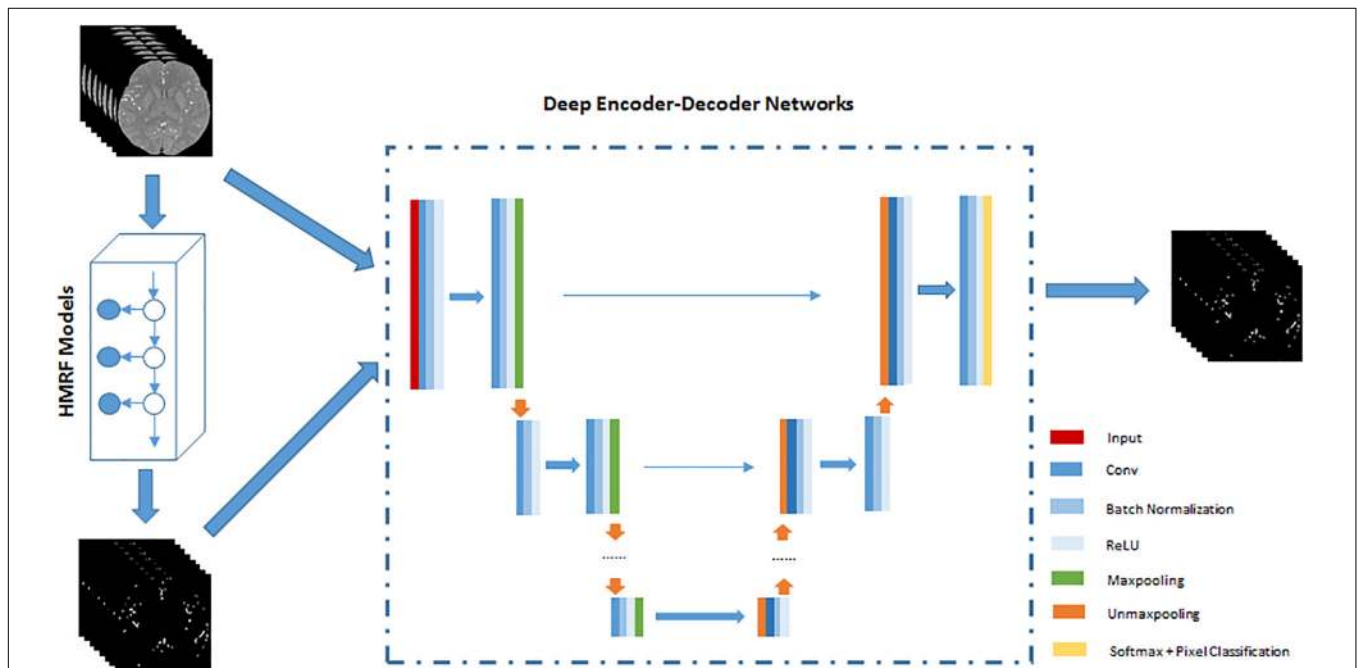 Deep Encoder-Decoder Networks
HMRF Models
......
......
Input
Conv
Batch Normalization
ReLU
Maxpooling
Unmaxpooling
Softmax + Pixel Classification